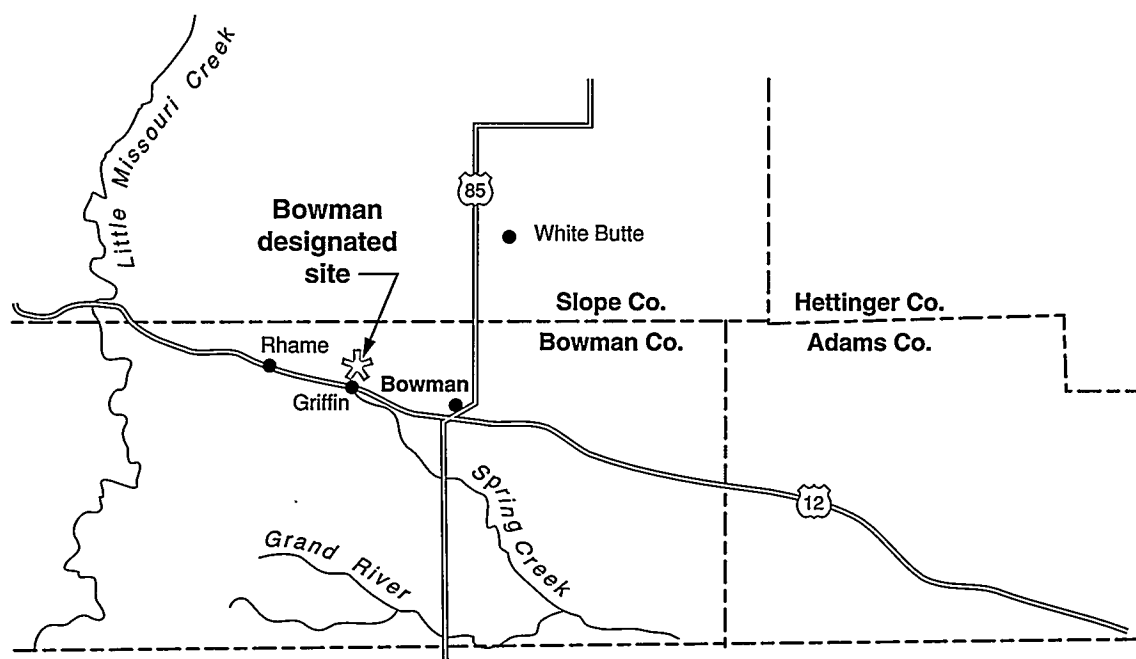 Little Missouri Creek
85
Bowman
designated
site
White Butte
Slope Co.
Hettinger Co.
Bowman Co.
Adams Co.
Rhame
Griffin
Bowman
Spring Creek
12
Grand River